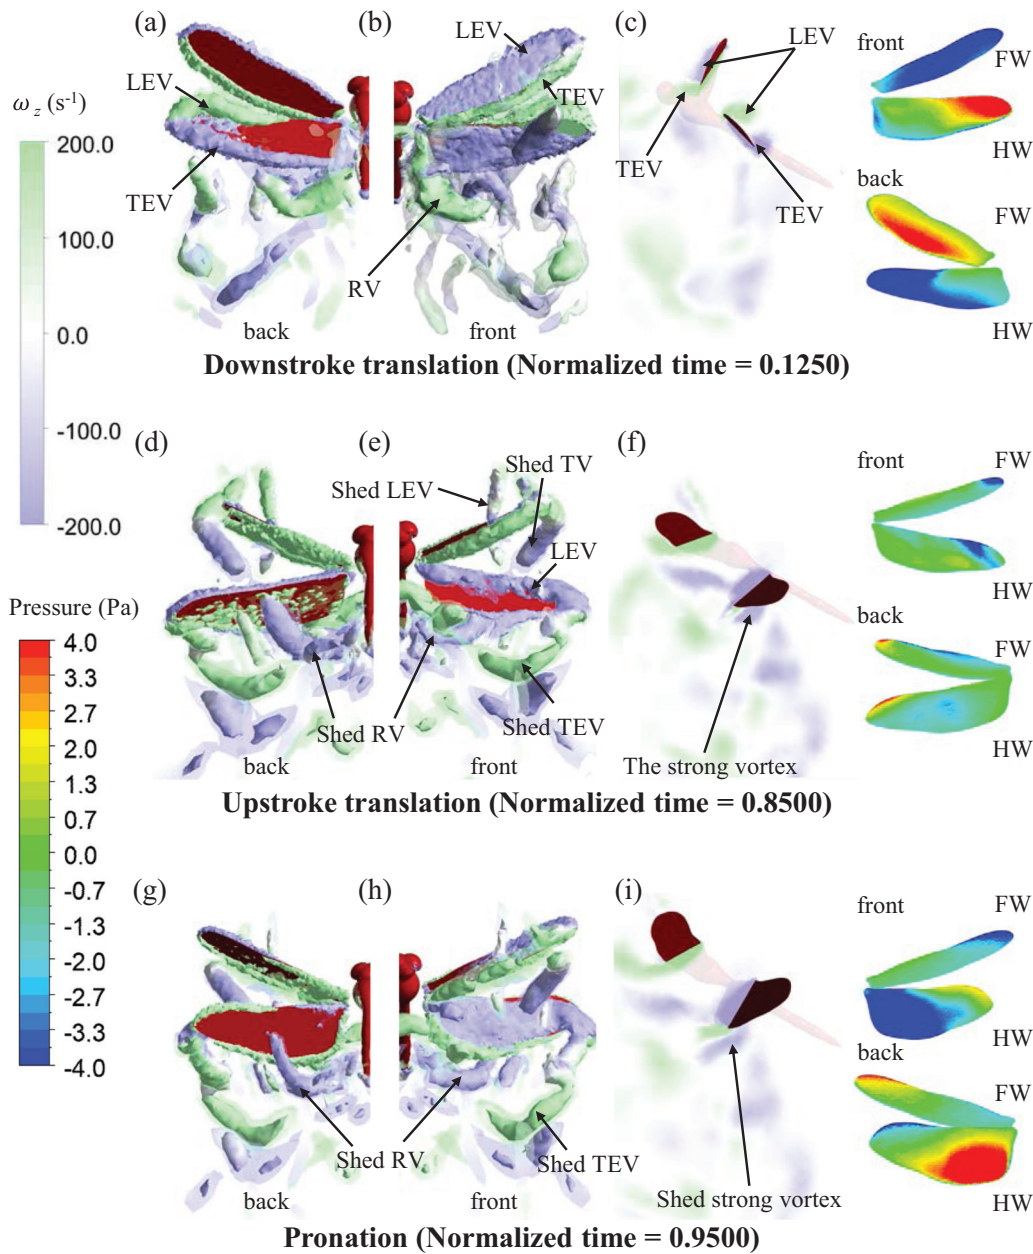 (a)
(b)
(c)
LEV
LEV
front
FW
LEV
ω z (s-1)
TEV
200.0
TEV
HW
TEV
back
FW
TEV
100.0
RV
0.0
back
front
HW
Downstroke translation (Normalized time = 0.1250)
-100.0
(d)
(e)
(f)
Shed TV
front
FW
Shed LEV
-200.0
LEV
HW
Pressure (Pa)
back
4.0
FW
3.3
2.7
Shed RV
Shed TEV
2.0
HW
back
front
The strong vortex
1.3
Upstroke translation (Normalized time = 0.8500)
0.7
0.0
-0.7
(g)
(h)
(i)
front
FW
-1.3
-2.0
-2.7
-3.3
HW
back
-4.0
FW
Shed RV
Shed TEV
back
front
Shed strong vortex
HW
Pronation (Normalized time = 0.9500)